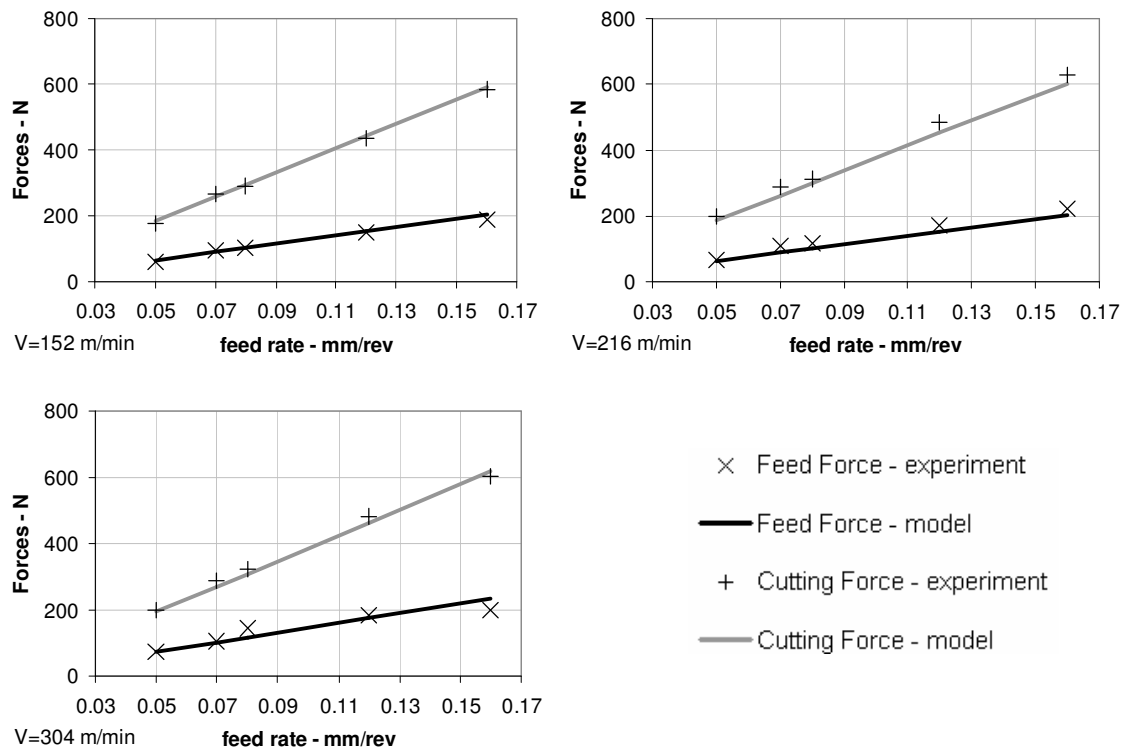 800
600
400
200
0
Forces - N
0.03 0.05 0.07 0.09 0.11 0.13 0.15 0.17
V=152 m/min
feed rate - mm/rev
800
600
400
200
0
Forces - N
0.03 0.05 0.07 0.09 0.11 0.13 0.15 0.17
V=216 m/min
feed rate - mm/rev
800
600
400
200
0
Forces - N
0.03 0.05 0.07 0.09 0.11 0.13 0.15 0.17
V=304 m/min
feed rate - mm/rev
Feed Force - experiment
Feed Force - model
Cutting Force - experiment
Cutting Force - model